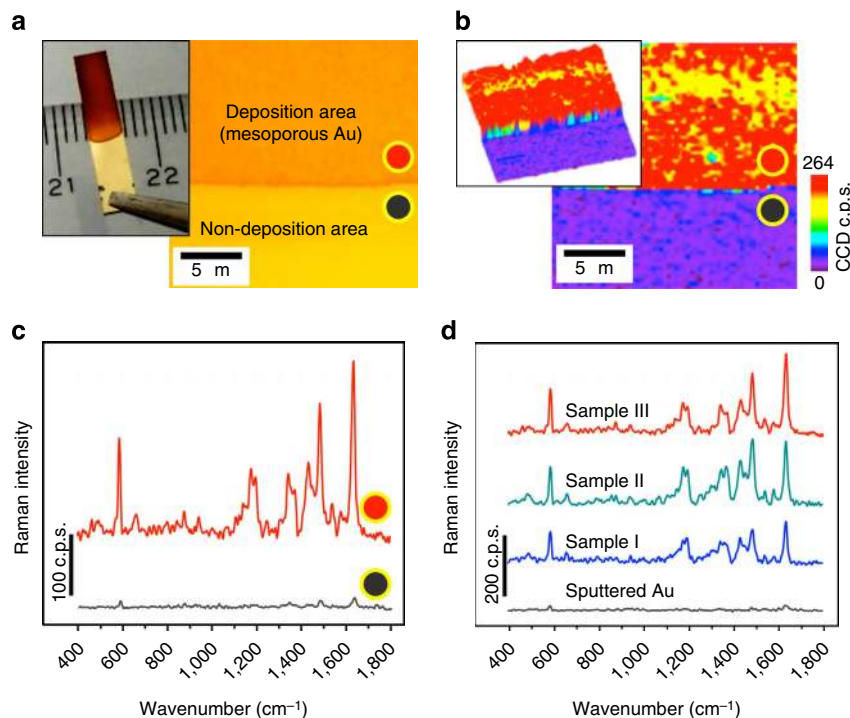 a
Deposition area
(mesoporous Au)
21
22
Non-deposition area
5 m
b
264
CCD c.p.s.
0
5 m
c
Raman intensity
100 c.p.s.
400
600
800
1,000
1,200
1,400
1,600
1,800
Wavenumber (cm⁻¹)
d
Raman intensity
Sample III
Sample II
Sample I
Sputtered Au
200 c.p.s.
400
600
800
1,000
1,200
1,400
1,600
1,800
Wavenumber (cm⁻¹)